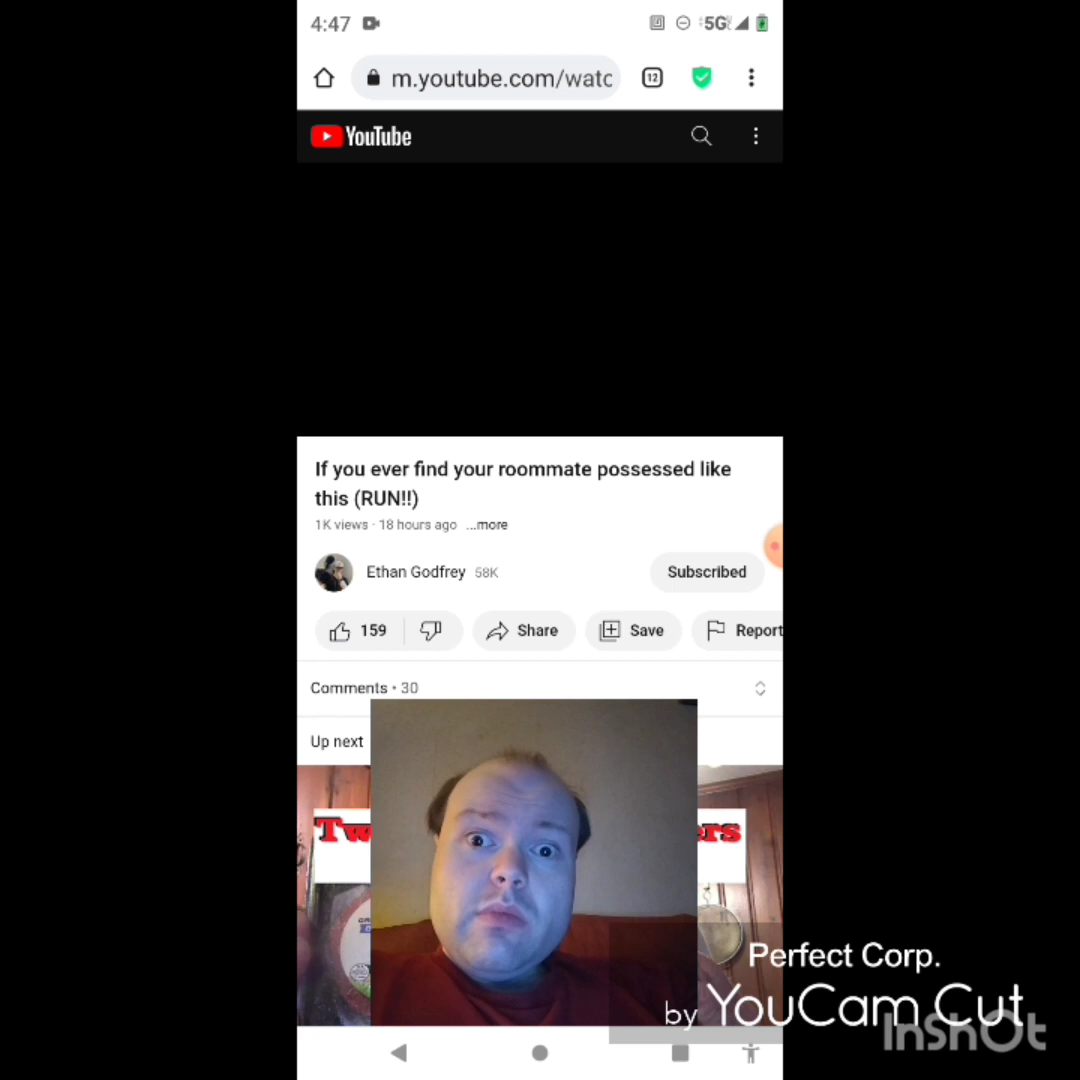 4:47
5G
m.youtube.com/watc
12
YouTube
If you ever find your roommate possessed like
this (RUN!!)
1K views · 18 hours ago ...more
Ethan Godfrey 58K
Subscribed
159
Share
Save
Report
Comments • 30
Up next
Tw
ers
Perfect Corp.
by YouCam Cut
InShOt